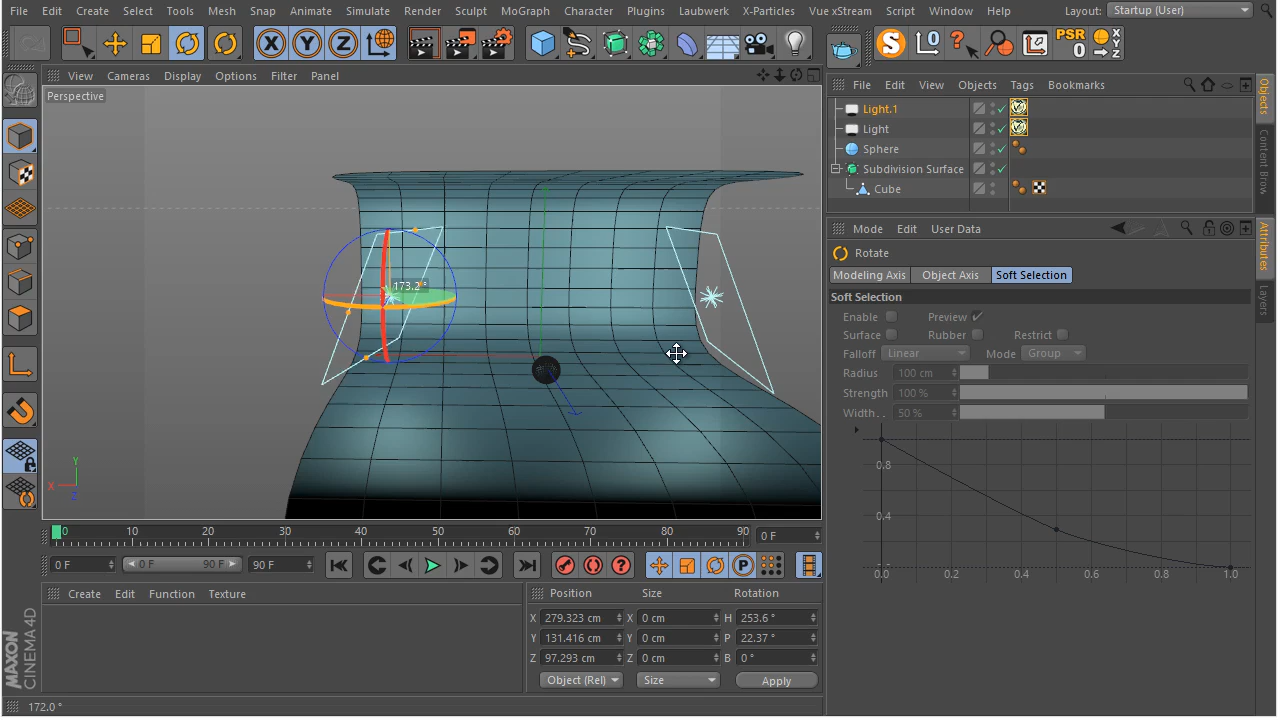 File Edit Create Select Tools Mesh Snap Animate Simulate Render Sculpt MoGraph Character Plugins Laubwerk X-Particles Vue xStream Script Window Help Layout: Startup (User)
X Y Z S 0 ? PSR 0 X
View Cameras Display Options Filter Panel
File Edit View Objects Tags Bookmarks
Perspective
Light.1
Light
Sphere
Subdivision Surface
Cube
Objects
Content Brow
Mode Edit User Data
Rotate
Modeling Axis Object Axis Soft Selection
Soft Selection
Enable Preview
Surface Rubber Restrict
Falloff Linear Mode Group
Radius 100 cm
Strength 100 %
Width.. 50 %
Attributes
Layers
0.8
0.4
0.0 0.2 0.4 0.6 0.8 1.0
173.2°
Y
X
Z
0 10 20 30 40 50 60 70 80 90 0 F
0 F 0 F 90 F 90 F
? P
Create Edit Function Texture
Position Size Rotation
X 279.323 cm X 0 cm H 253.6 °
Y 131.416 cm Y 0 cm P 22.37 °
Z 97.293 cm Z 0 cm B 0 °
Object (Rel) Size Apply
MAXON
CINEMA 4D
172.0 °